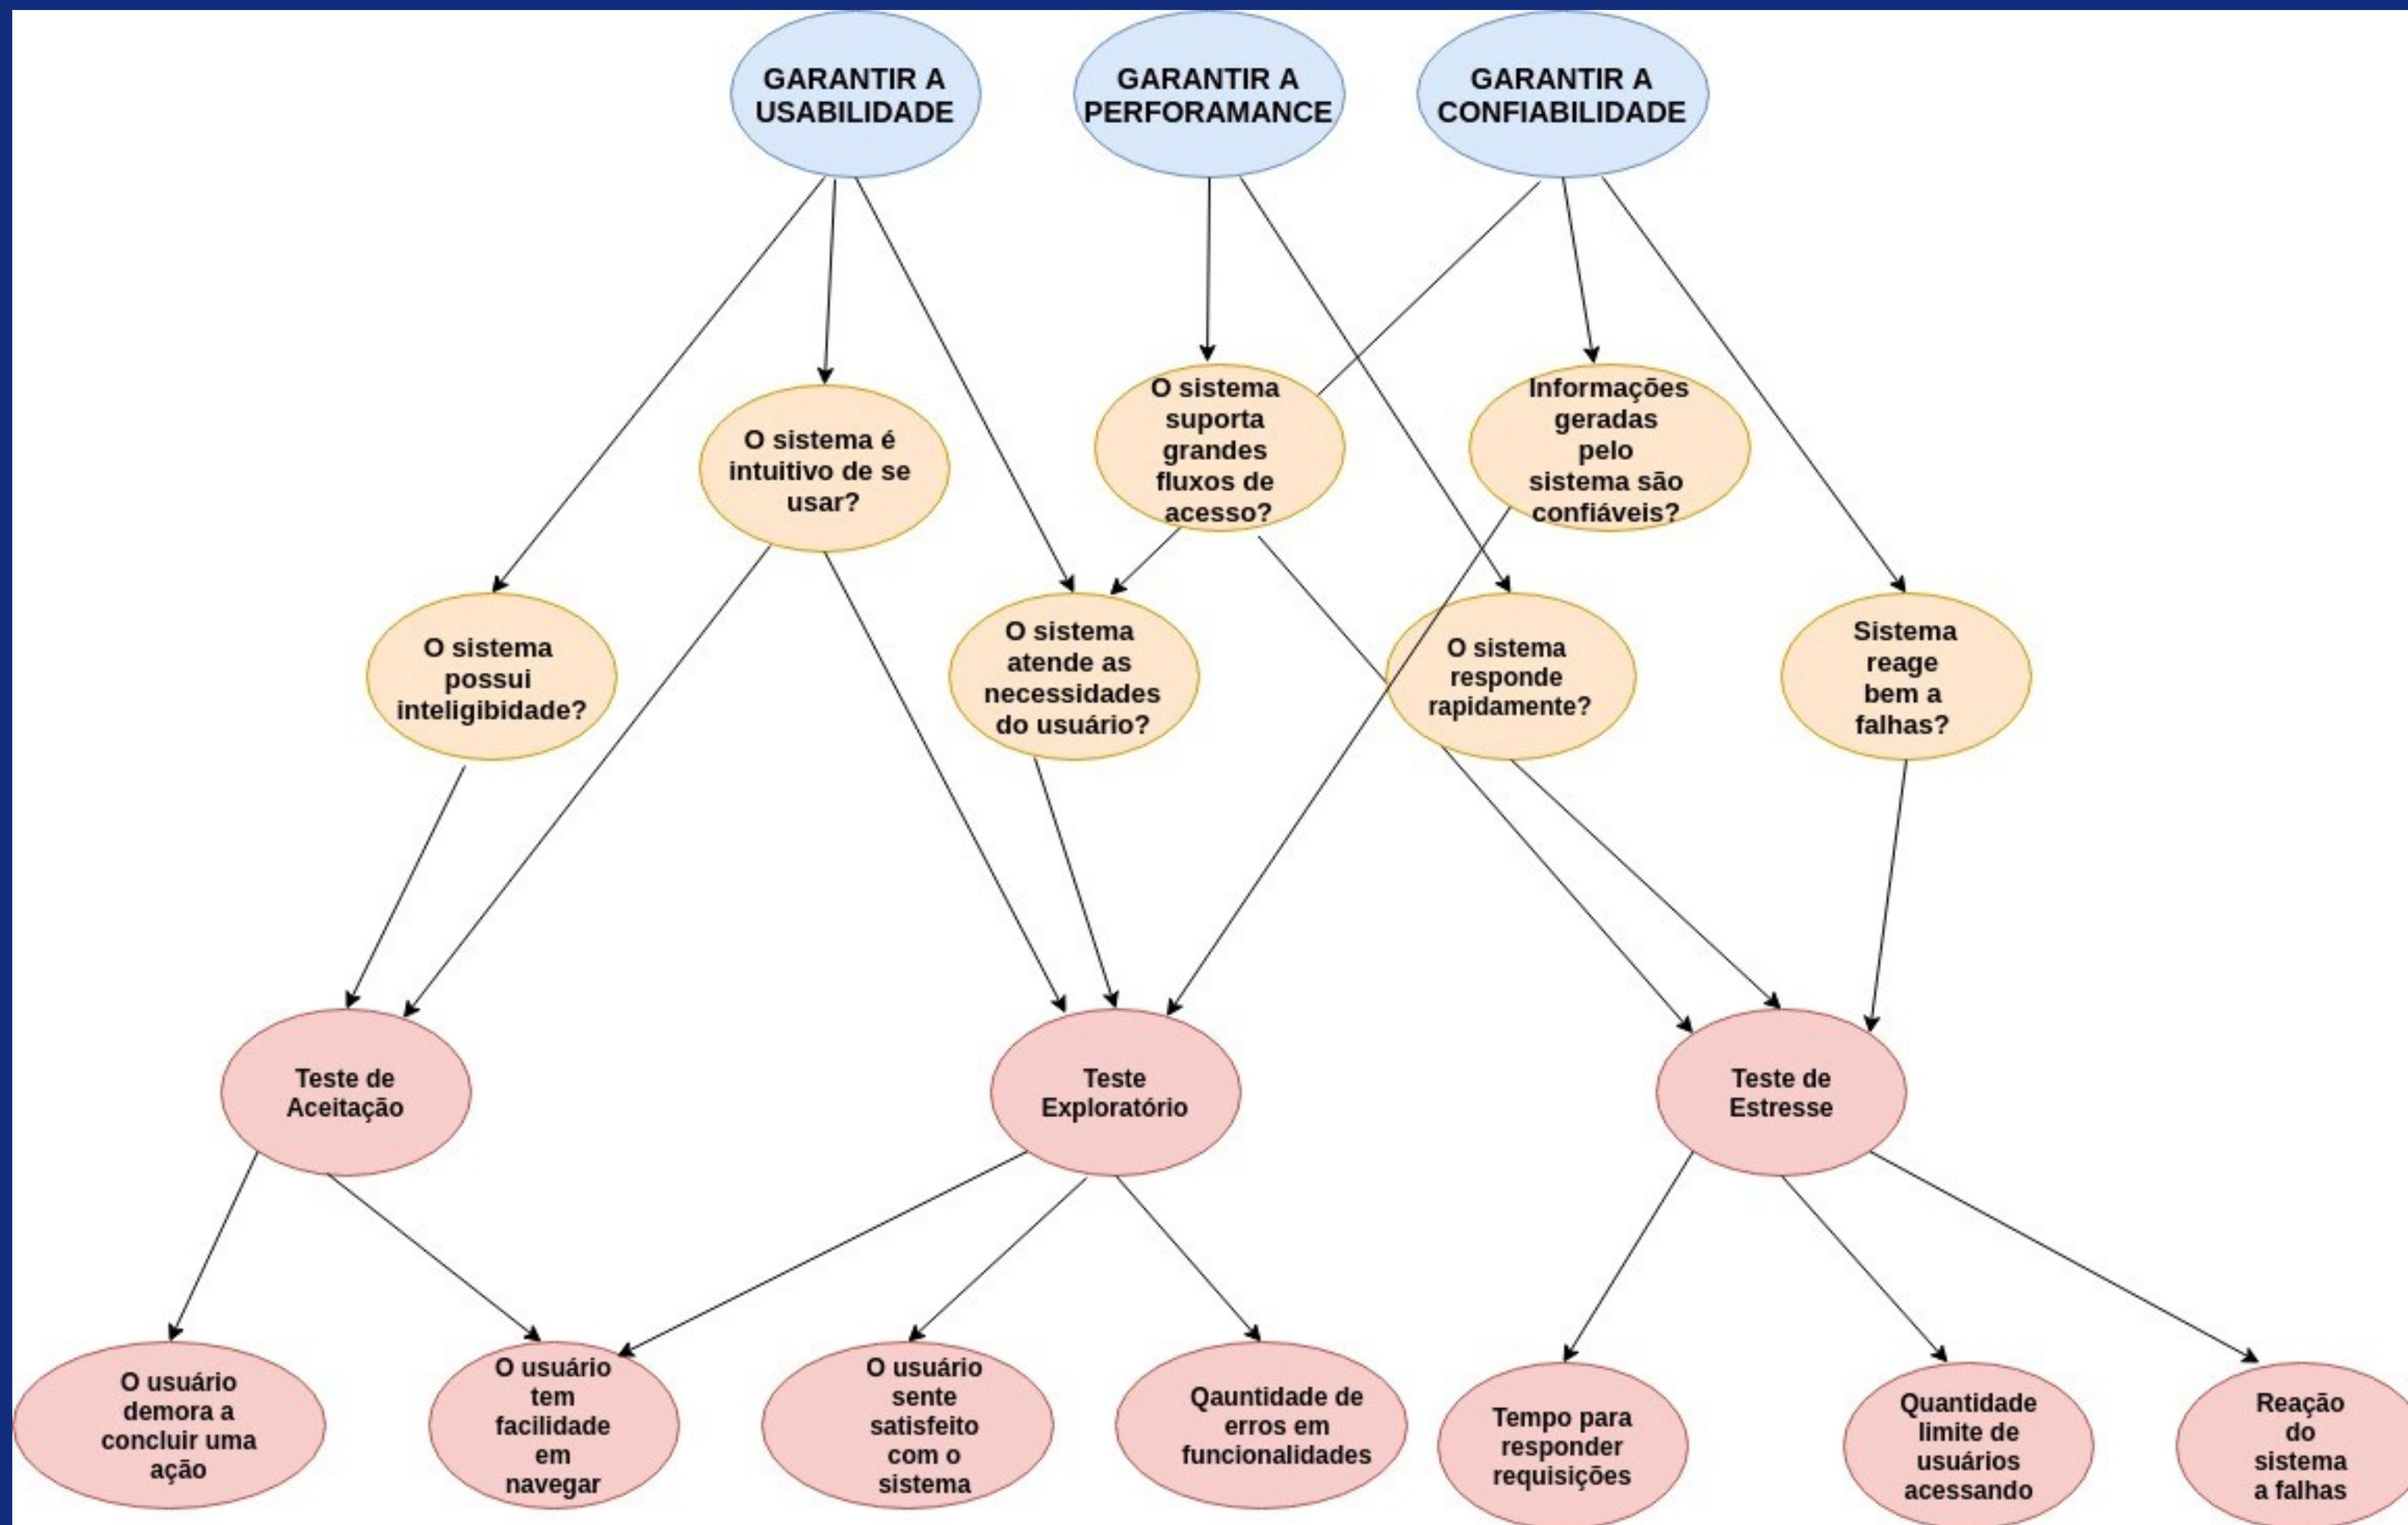 GARANTIR A
USABILIDADE
GARANTIR A
PERFORAMANCE
GARANTIR A
CONFIABILIDADE
O sistema é
intuitivo de se
usar?
O sistema
suporta
grandes
fluxos de
acesso?
Informações
geradas
pelo
sistema são
confiáveis?
O sistema
possui
inteligibidade?
O sistema
atende as
necessidades
do usuário?
O sistema
responde
rapidamente?
Sistema
reage
bem a
falhas?
Teste de
Aceitação
Teste
Exploratório
Teste de
Estresse
O usuário
demora a
concluir uma
ação
O usuário
tem
facilidade
em
navegar
O usuário
sente
satisfeito
com o
sistema
Qauntidade de
erros em
funcionalidades
Tempo para
responder
requisições
Quantidade
limite de
usuários
acessando
Reação
do
sistema
a falhas